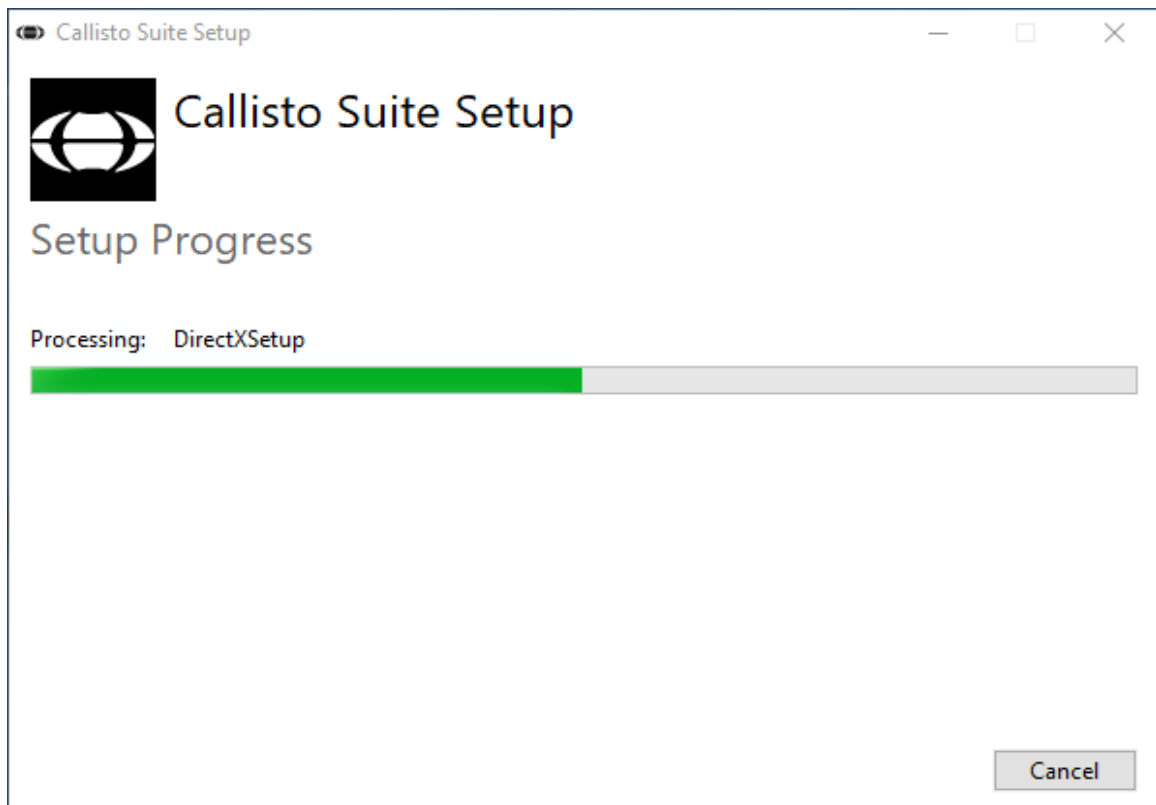 Callisto Suite Setup
Callisto Suite Setup
Setup Progress
Processing: DirectXSetup
Cancel